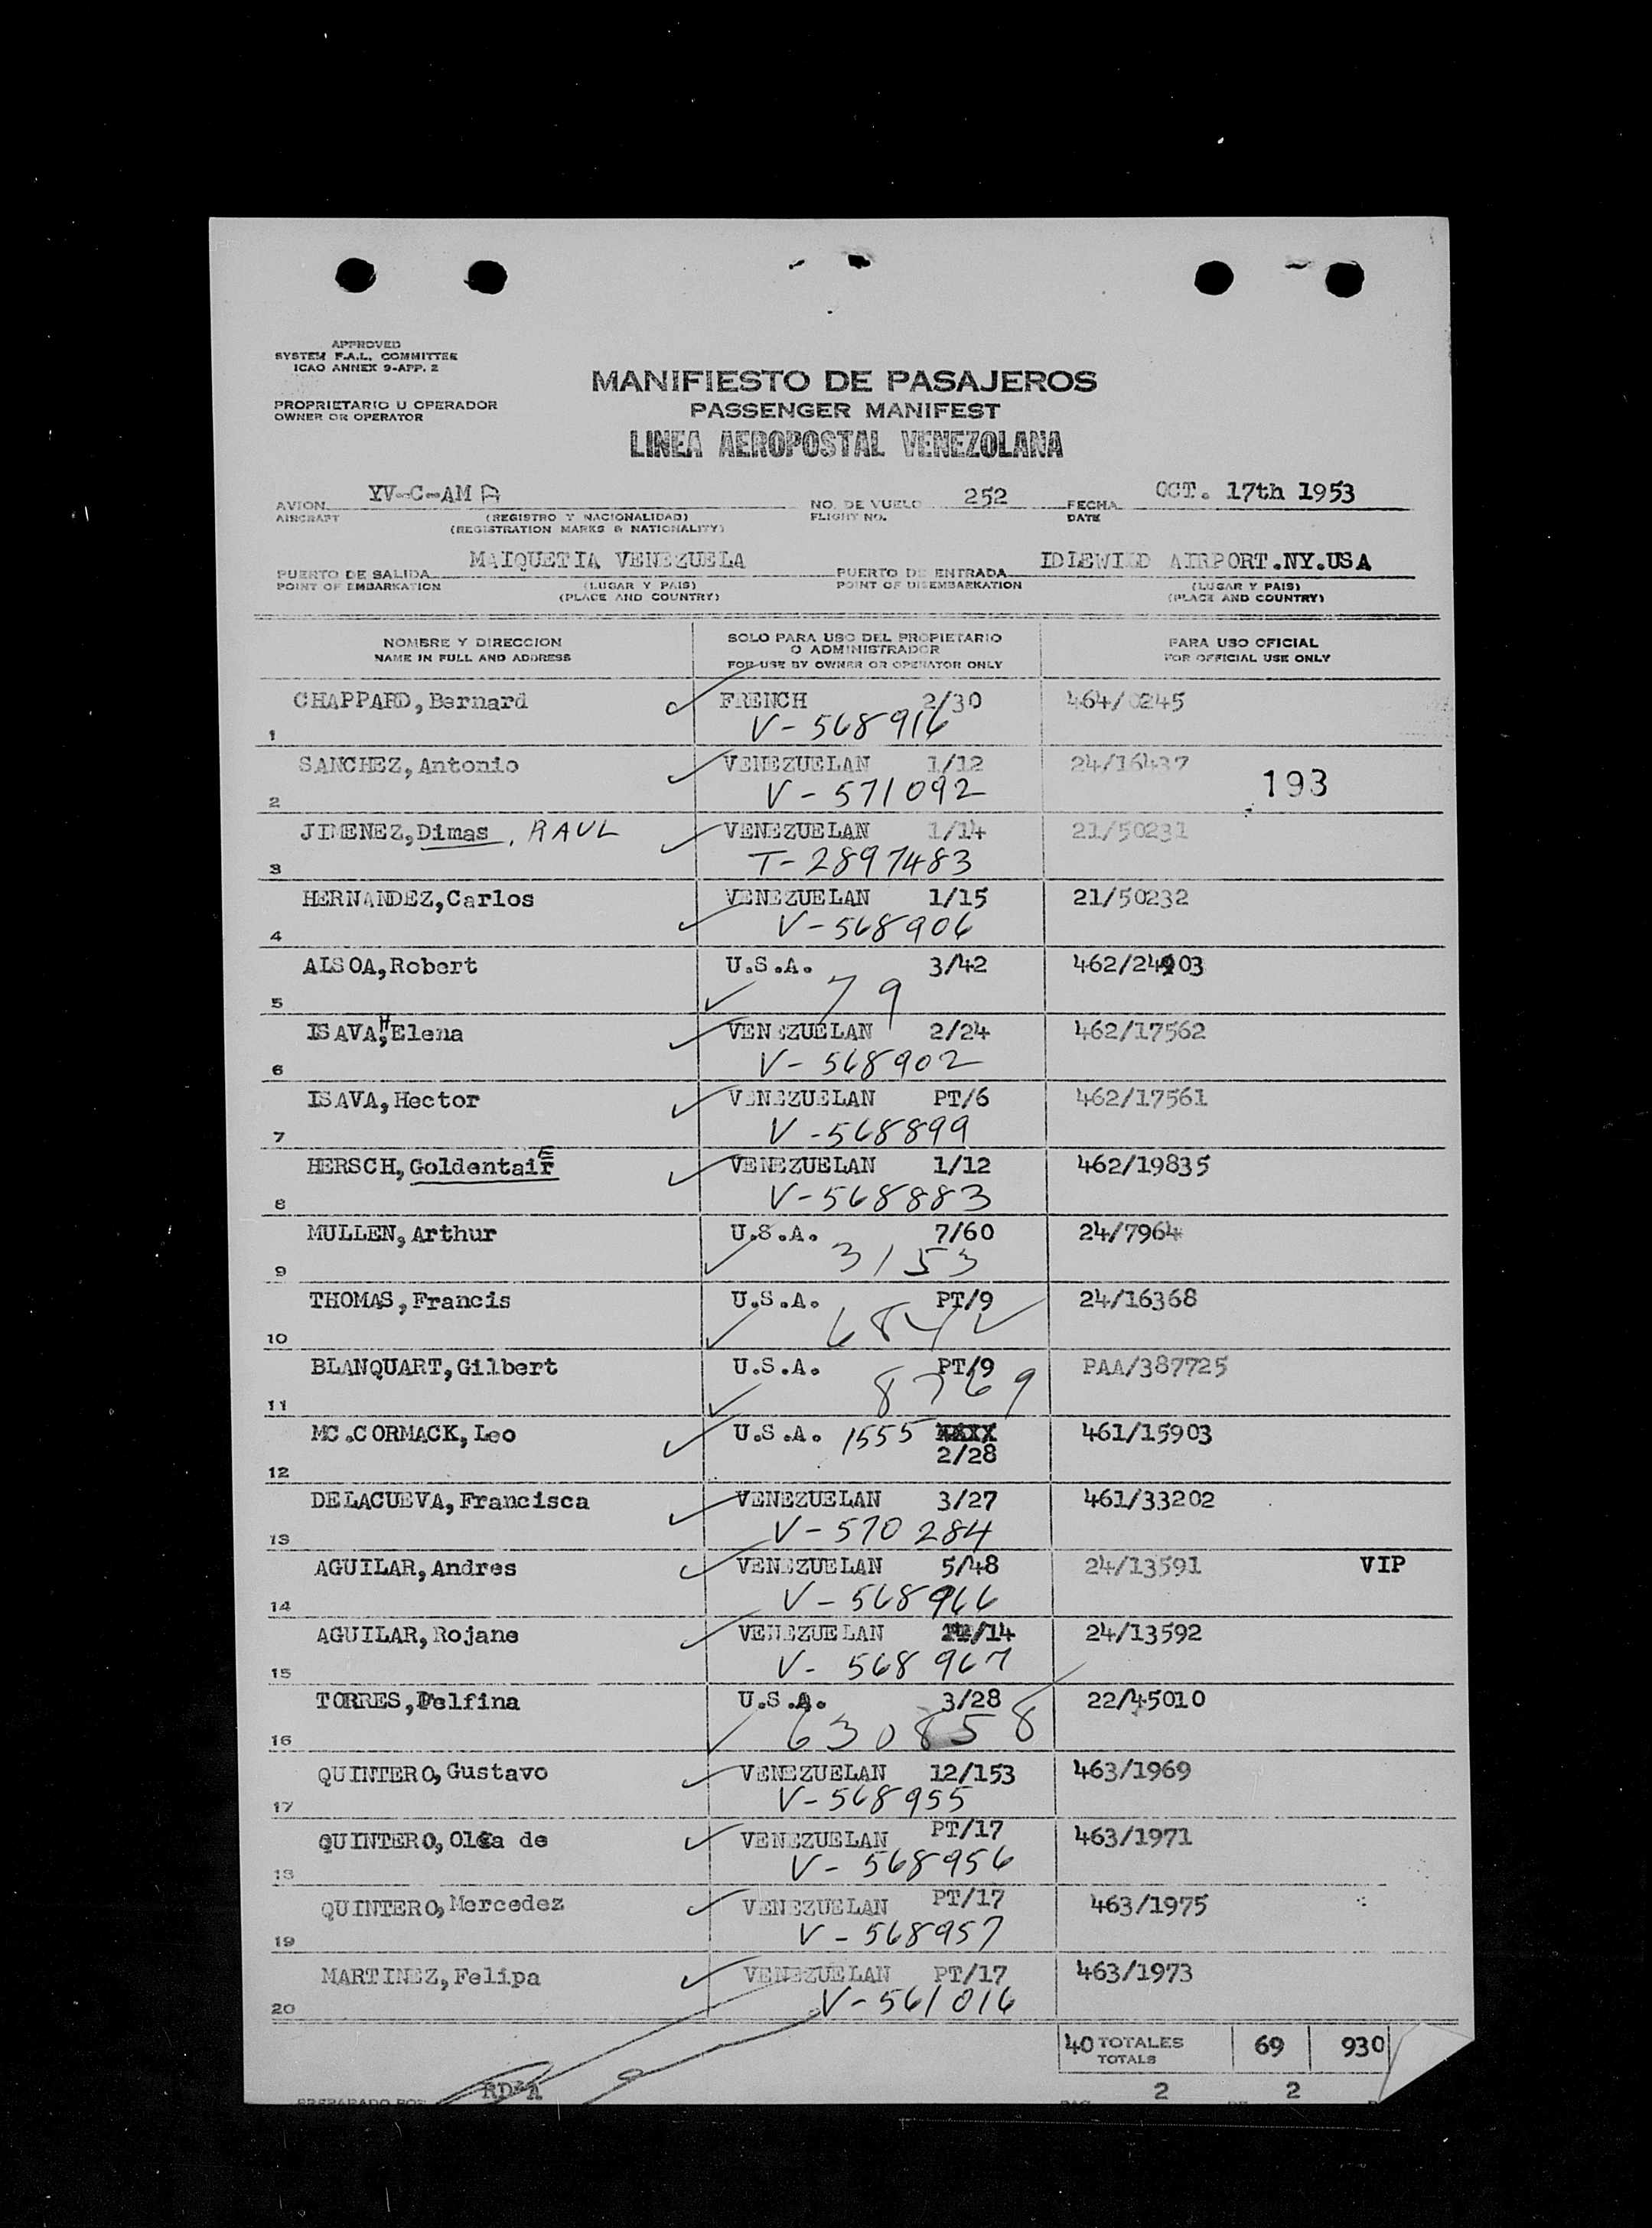 APPROVED
SYSTEM F.A.L. COMMITTEE
ICAO ANNEX 9-APP. 2
MANIFIESTO DE PASAJEROS
PROPRIETARIO U OPERADOR
OWNER OR OPERATOR
PASSENGER MANIFEST
LINEA AEROPOSTAL VENEZOLANA
AVION YV-C-AM A NO. DE VUELO 252 FECHA OCT. 17th 1953
AIRCRAFT (REGISTRO Y NACIONALIDAD) FLIGHT NO. DATE
(REGISTRATION MARKS & NATIONALITY)
PUERTO DE SALIDA MAIQUETIA VENEZUELA PUERTO DE ENTRADA IDLEWILD AIRPORT.NY.USA
POINT OF EMBARKATION (LUGAR Y PAIS) POINT OF DISEMBARKATION (LUGAR Y PAIS)
(PLACE AND COUNTRY) (PLACE AND COUNTRY)
NOMBRE Y DIRECCION
NAME IN FULL AND ADDRESS
SOLO PARA USO DEL PROPIETARIO
O ADMINISTRADOR
FOR USE BY OWNER OR OPERATOR ONLY
PARA USO OFICIAL
FOR OFFICIAL USE ONLY
CHAPPARD, Bernard FRENCH 2/30 464/0245
1 V-568916
SANCHEZ, Antonio VENEZUELAN 1/12 24/16437
2 V-571092 193
JIMENEZ, Dimas, RAUL VENEZUELAN 1/14 21/50231
3 T-2897483
HERNANDEZ, Carlos VENEZUELAN 1/15 21/50232
4 V-568906
ALSOA, Robert U.S.A. 3/42 462/24903
5 79
ISAVA, H Elena VENEZUELAN 2/24 462/17562
6 V-568902
ISAVA, Hector VENEZUELAN PT/6 462/17561
7 V-568899
HERSCH, Goldentair E VENEZUELAN 1/12 462/19835
8 V-568883
MULLEN, Arthur U.S.A. 7/60 24/7964
9 3153
THOMAS, Francis U.S.A. PT/9 24/16368
10
BLANQUART, Gilbert U.S.A. PT/9 PAA/387725
11 8769
MC.CORMACK, Leo U.S.A. 1555 XXXX 461/15903
12 2/28
DELACUEVA, Francisca VENEZUELAN 3/27 461/33202
13 V-570284
AGUILAR, Andres VENEZUELAN 5/48 24/13591 VIP
14 V-568966
AGUILAR, Rojane VENEZUELAN /14 24/13592
15 V-568967
TORRES, Delfina U.S.A. 3/28 22/45010
16 630858
QUINTERO, Gustavo VENEZUELAN 12/153 463/1969
17 V-568955
QUINTERO, Olga de VENEZUELAN PT/17 463/1971
18 V-568956
QUINTERO, Mercedez VENEZUELAN PT/17 463/1975
19 V-568957
MARTINEZ, Felipa VENEZUELAN PT/17 463/1973
20 V-561016
40 TOTALES 69 930
TOTALS
2 2
PREPARADO POR